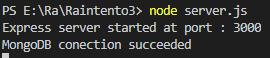 PS E:\Ra\Raintento3> node server.js
Express server started at port : 3000
MongoDB conection succeeded